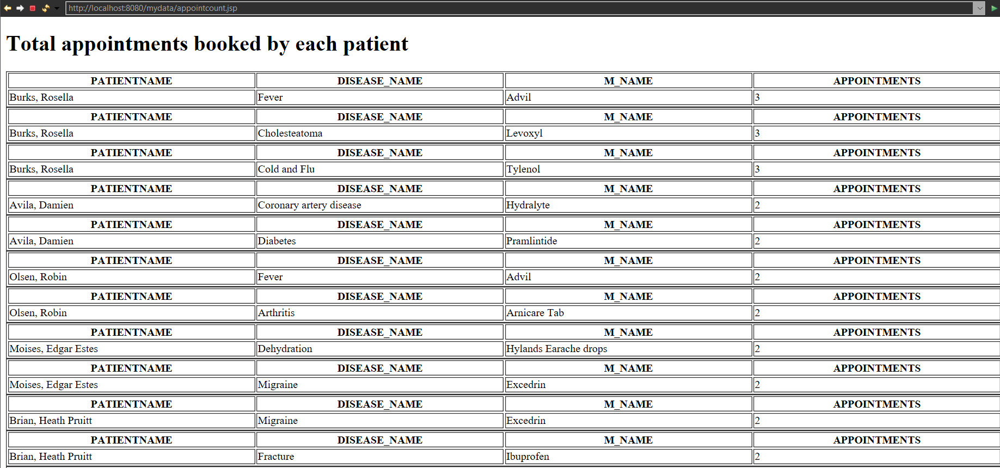 http://localhost:8080/mydata/appointcount.jsp
Total appointments booked by each patient
PATIENTNAME DISEASE_NAME M_NAME APPOINTMENTS
Burks, Rosella Fever Advil 3
PATIENTNAME DISEASE_NAME M_NAME APPOINTMENTS
Burks, Rosella Cholesteatoma Levoxyl 3
PATIENTNAME DISEASE_NAME M_NAME APPOINTMENTS
Burks, Rosella Cold and Flu Tylenol 3
PATIENTNAME DISEASE_NAME M_NAME APPOINTMENTS
Avila, Damien Coronary artery disease Hydralyte 2
PATIENTNAME DISEASE_NAME M_NAME APPOINTMENTS
Avila, Damien Diabetes Pramlintide 2
PATIENTNAME DISEASE_NAME M_NAME APPOINTMENTS
Olsen, Robin Fever Advil 2
PATIENTNAME DISEASE_NAME M_NAME APPOINTMENTS
Olsen, Robin Arthritis Arnicare Tab 2
PATIENTNAME DISEASE_NAME M_NAME APPOINTMENTS
Moises, Edgar Estes Dehydration Hylands Earache drops 2
PATIENTNAME DISEASE_NAME M_NAME APPOINTMENTS
Moises, Edgar Estes Migraine Excedrin 2
PATIENTNAME DISEASE_NAME M_NAME APPOINTMENTS
Brian, Heath Pruitt Migraine Excedrin 2
PATIENTNAME DISEASE_NAME M_NAME APPOINTMENTS
Brian, Heath Pruitt Fracture Ibuprofen 2